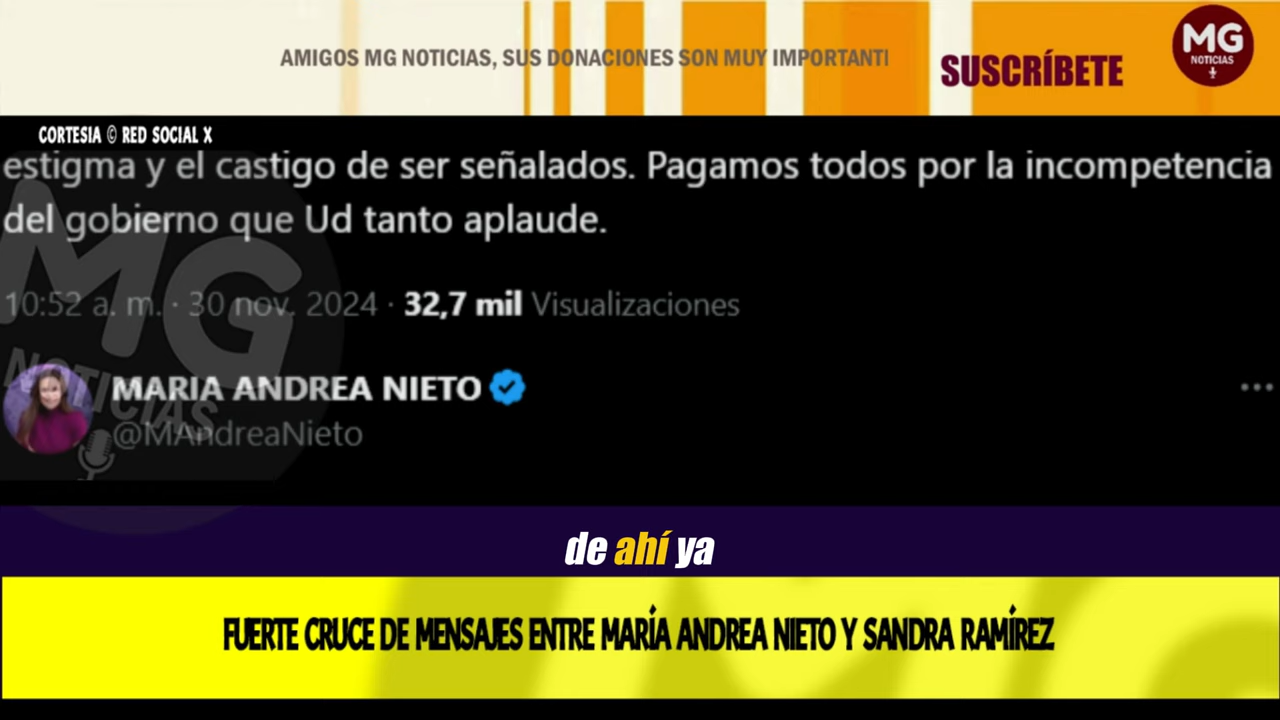 AMIGOS MG NOTICIAS, SUS DONACIONES SON MUY IMPORTANTI
SUSCRÍBETE
MG
NOTICIAS
CORTESIA © RED SOCIAL X
estigma y el castigo de ser señalados. Pagamos todos por la incompetencia
del gobierno que Ud tanto aplaude.
10:52 a. m. · 30 nov. 2024 · 32,7 mil Visualizaciones
MG
NOTICIAS
MARIA ANDREA NIETO
@MAndreaNieto
de ahí ya
FUERTE CRUCE DE MENSAJES ENTRE MARÍA ANDREA NIETO Y SANDRA RAMÍREZ